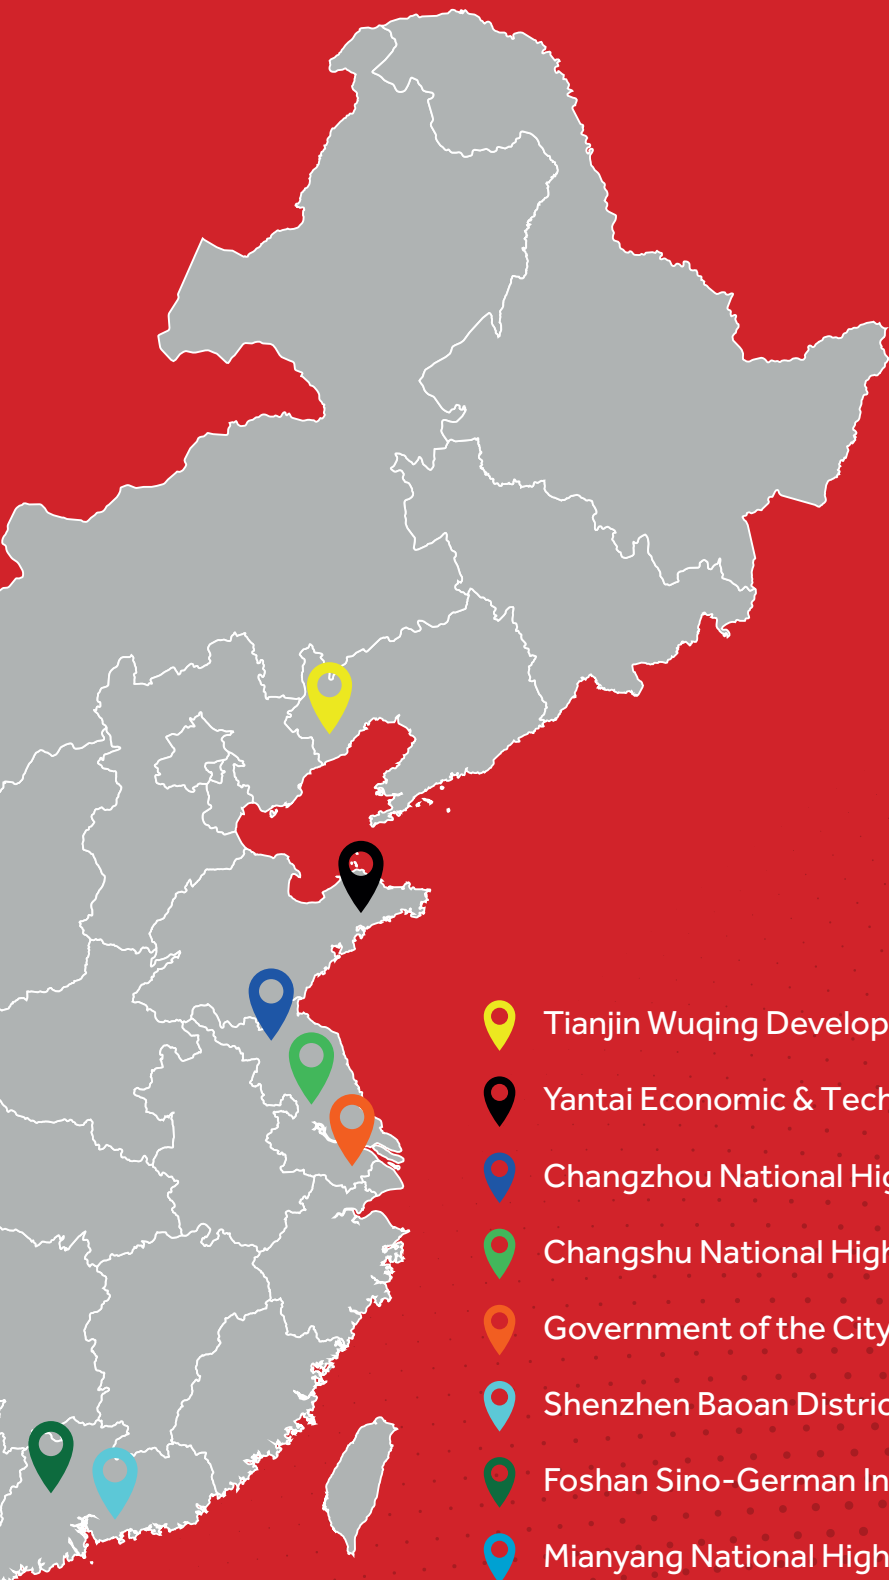 Tianjin Wuqing Develop
Yantai Economic & Tech
Changzhou National Hig
Changshu National High
Government of the City
Shenzhen Baoan Distric
Foshan Sino-German In
Mianyang National High